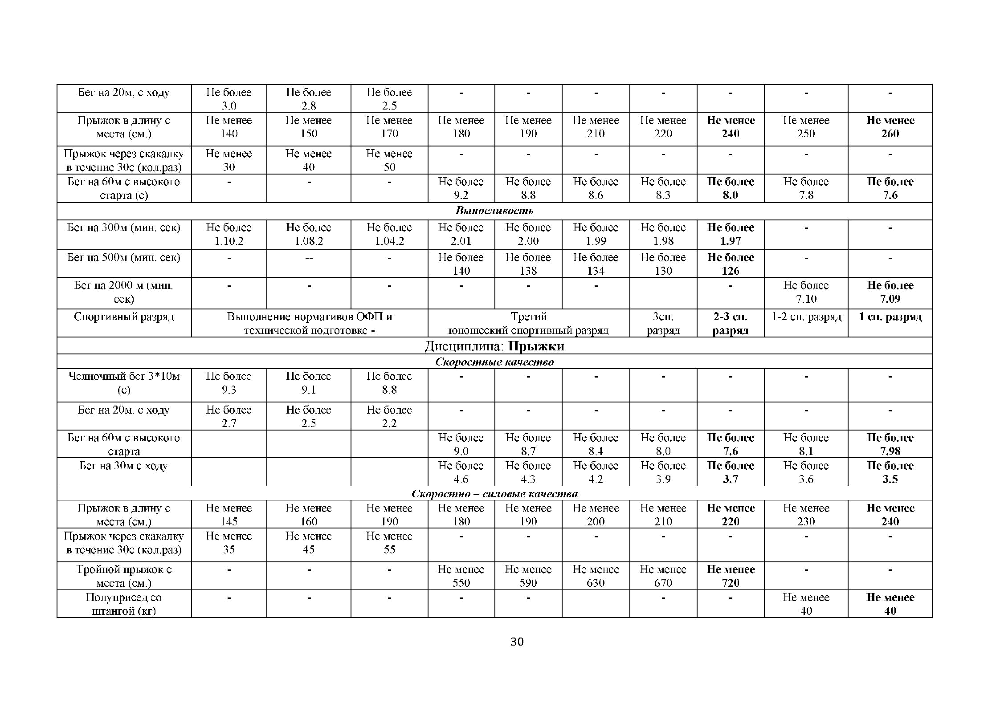 Бег на 20м. с ходу Не более Не более Не более - - - - - - -
3.0 2.8 2.5
Прыжок в длину с Не менее Не менее Не менее Не менее Не менее Не менее Не менее Не менее Не менее Не менее
места (см.) 140 150 170 180 190 210 220 240 250 260
Прыжок через скакалку Не менее Не менее Не менее - - - - - - -
в течение 30с (кол.раз) 30 40 50
Бег на 60м с высокого - - - Не более Не более Не более Не более Не более Не более Не более
старта (с) 9.2 8.8 8.6 8.3 8.0 7.8 7.6
Выносливость
Бег на 300м (мин. сек) Не более Не более Не более Не более Не более Не более Не более Не более - -
1.10.2 1.08.2 1.04.2 2.01 2.00 1.99 1.98 1.97
Бег на 500м (мин. сек) - -- - Не более Не более Не более Не более Не более - -
140 138 134 130 126
Бег на 2000 м (мин. - - - - - - - Не более Не более
сек) 7.10 7.09
Спортивный разряд Выполнение нормативов ОФП и Третий 3сп. 2-3 сп. 1-2 сп. разряд 1 сп. разряд
технической подготовке - юношеский спортивный разряд разряд разряд
Дисциплина: Прыжки
Скоростные качество
Челночный бег 3*10м Не более Не более Не более - - - - - - -
(с) 9.3 9.1 8.8
Бег на 20м. с ходу Не более Не более Не более - - - - - - -
2.7 2.5 2.2
Бег на 60м с высокого Не более Не более Не более Не более Не более Не более Не более
старта 9.0 8.7 8.4 8.0 7.6 8.1 7.98
Бег на 30м с ходу Не более Не более Не более Не более Не более Не более Не более
4.6 4.3 4.2 3.9 3.7 3.6 3.5
Скоростно – силовые качества
Прыжок в длину с Не менее Не менее Не менее Не менее Не менее Не менее Не менее Не менее Не менее Не менее
места (см.) 145 160 190 180 190 200 210 220 230 240
Прыжок через скакалку Не менее Не менее Не менее - - - - - - -
в течение 30с (кол.раз) 35 45 55
Тройной прыжок с - - - Не менее Не менее Не менее Не менее Не менее - -
места (см.) 550 590 630 670 720
Полуприсед со - - - - - - - Не менее Не менее
штангой (кг) 40 40
30